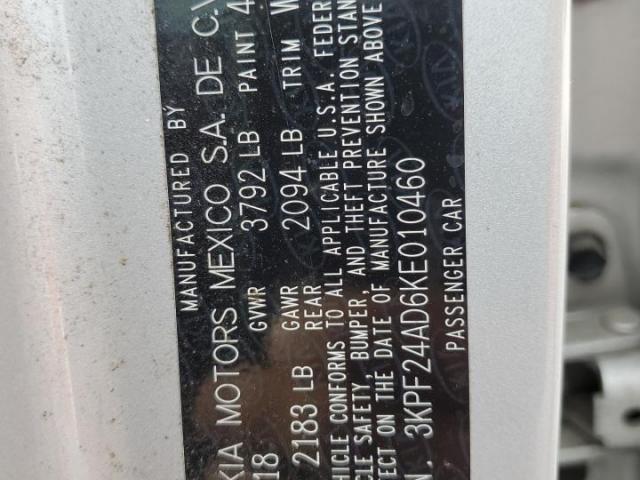 MANUFACTURED BY
KIA MOTORS MEXICO S.A. DE C.V
18 GVWR 3792 LB PAINT 4
2183 LB GAWR REAR 2094 LB TRIM W
HICLE CONFORMS TO ALL APPLICABLE U.S.A. FEDER
CLE SAFETY, BUMPER, AND THEFT PREVENTION STAN
ECT ON THE DATE OF MANUFACTURE SHOWN ABOVE
N. 3KPF24AD6KE010460
PASSENGER CAR